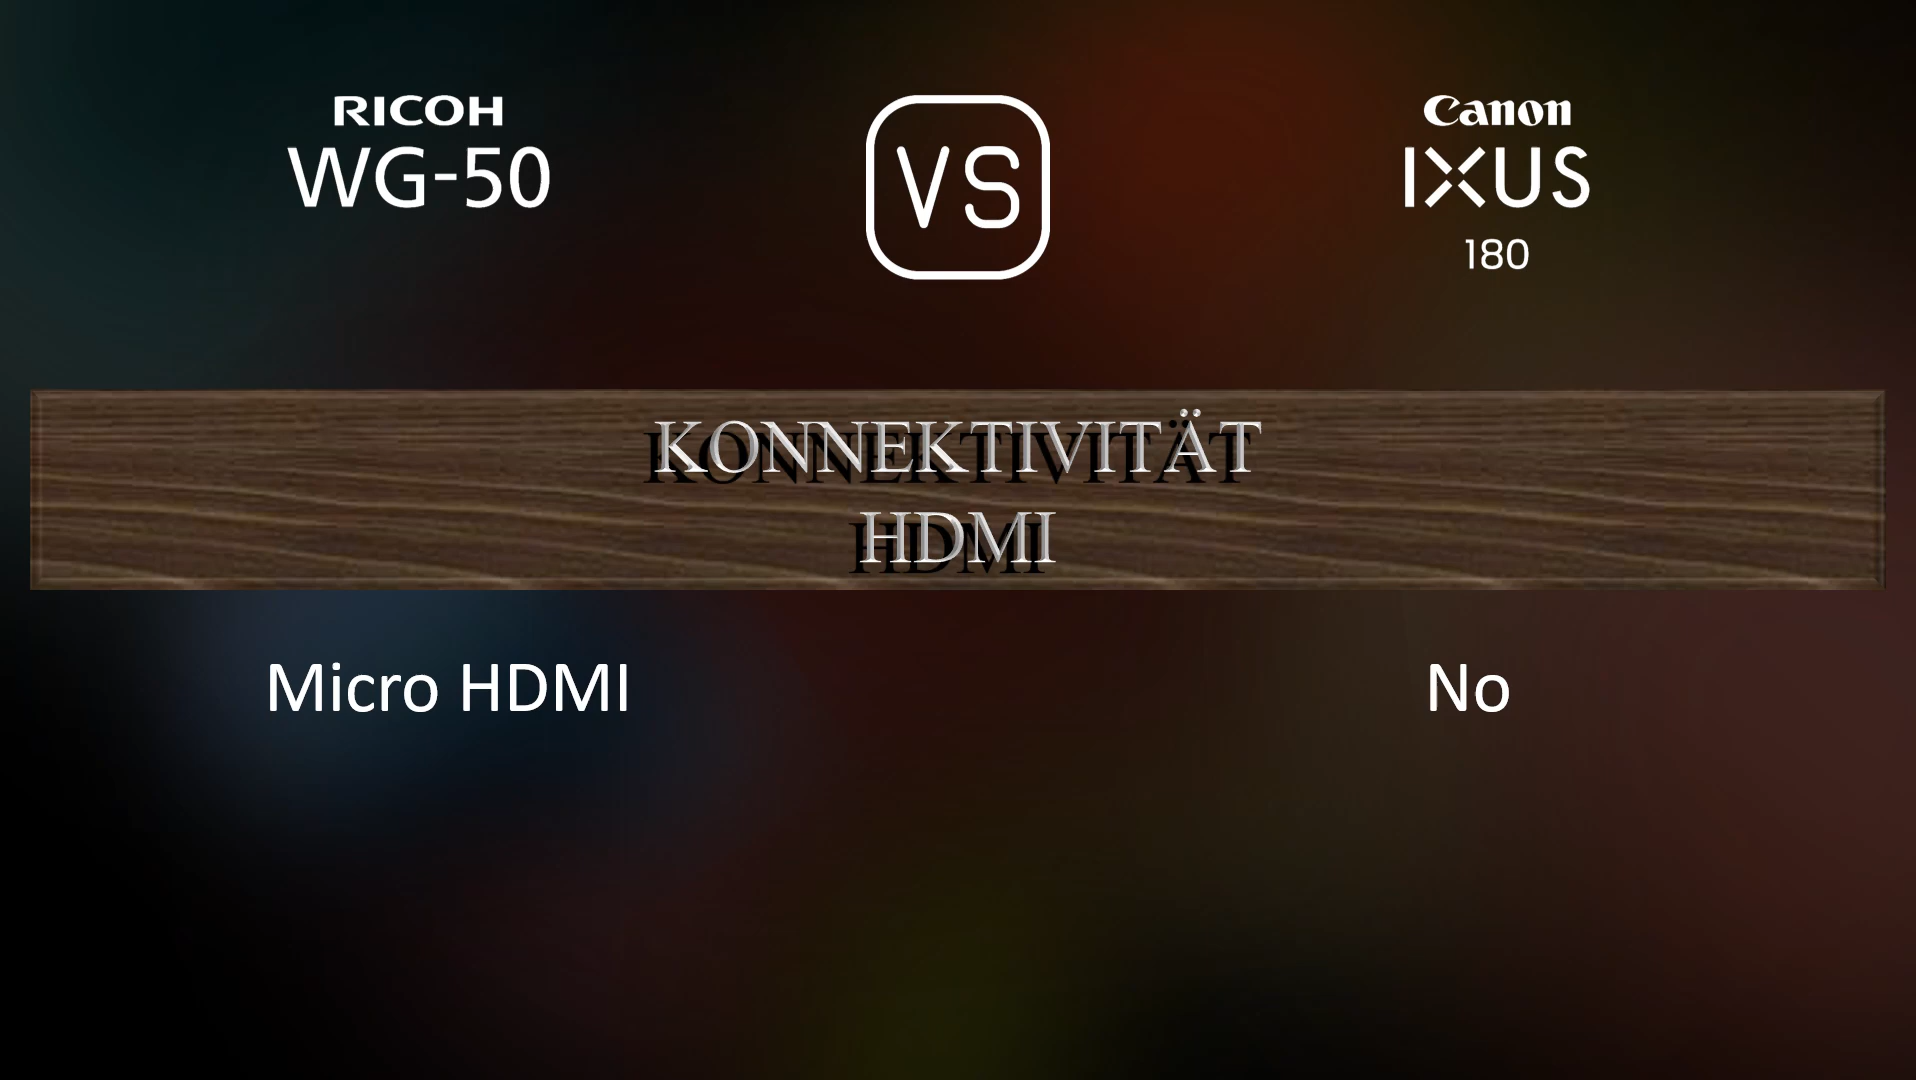 RICOH
WG-50
VS
Canon
IXUS
180
KONNEKTIVITÄT
HDMI
Micro HDMI
No